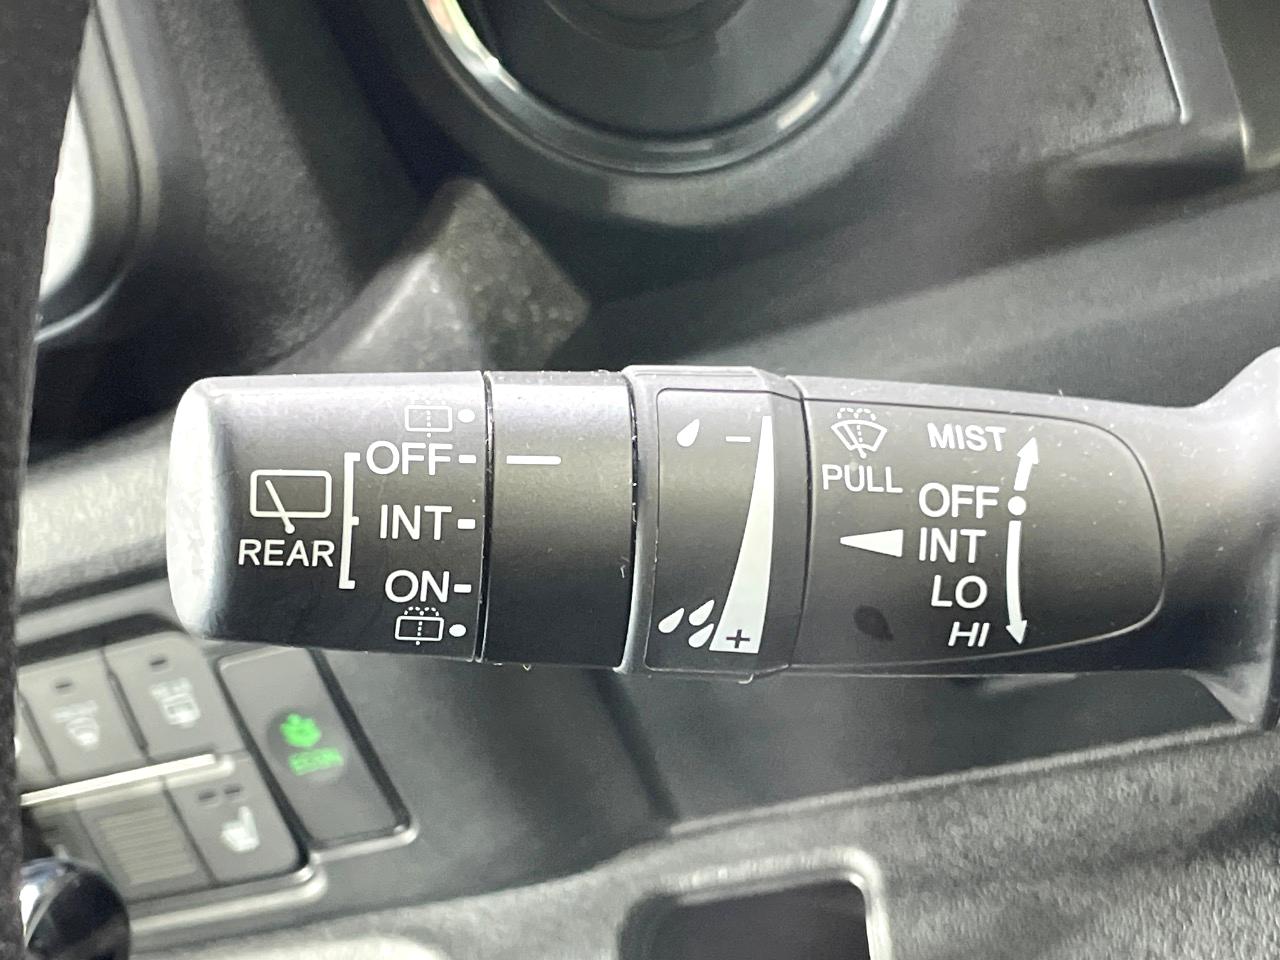 OFF
INT
ON
REAR
−
+
PULL
MIST
OFF
INT
LO
HI
ECON